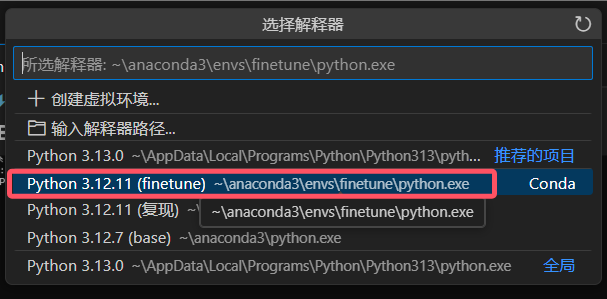 选择解释器
所选解释器: ~\anaconda3\envs\finetune\python.exe
创建虚拟环境...
输入解释器路径...
Python 3.13.0 ~\AppData\Local\Programs\Python\Python313\pyth... 推荐的项目
Python 3.12.11 (finetune) ~\anaconda3\envs\finetune\python.exe Conda
Python 3.12.11 (复现) ~\anaconda3\envs\finetune\python.exe
Python 3.12.7 (base) ~\anaconda3\python.exe
Python 3.13.0 ~\AppData\Local\Programs\Python\Python313\python.exe 全局